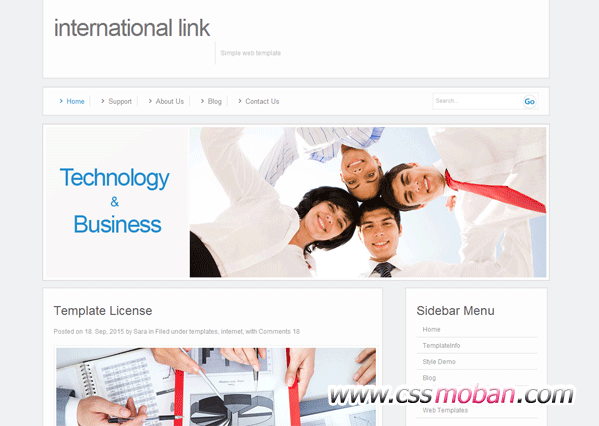 international link
Simple web template
Home
Support
About Us
Blog
Contact Us
Search...
Go
Technology
&
Business
Template License
Posted on 18. Sep, 2015 by Sara in Filed under templates, internet, with Comments 18
Sidebar Menu
Home
TemplateInfo
Style Demo
Blog
www.cssmoban.com
Web Templates